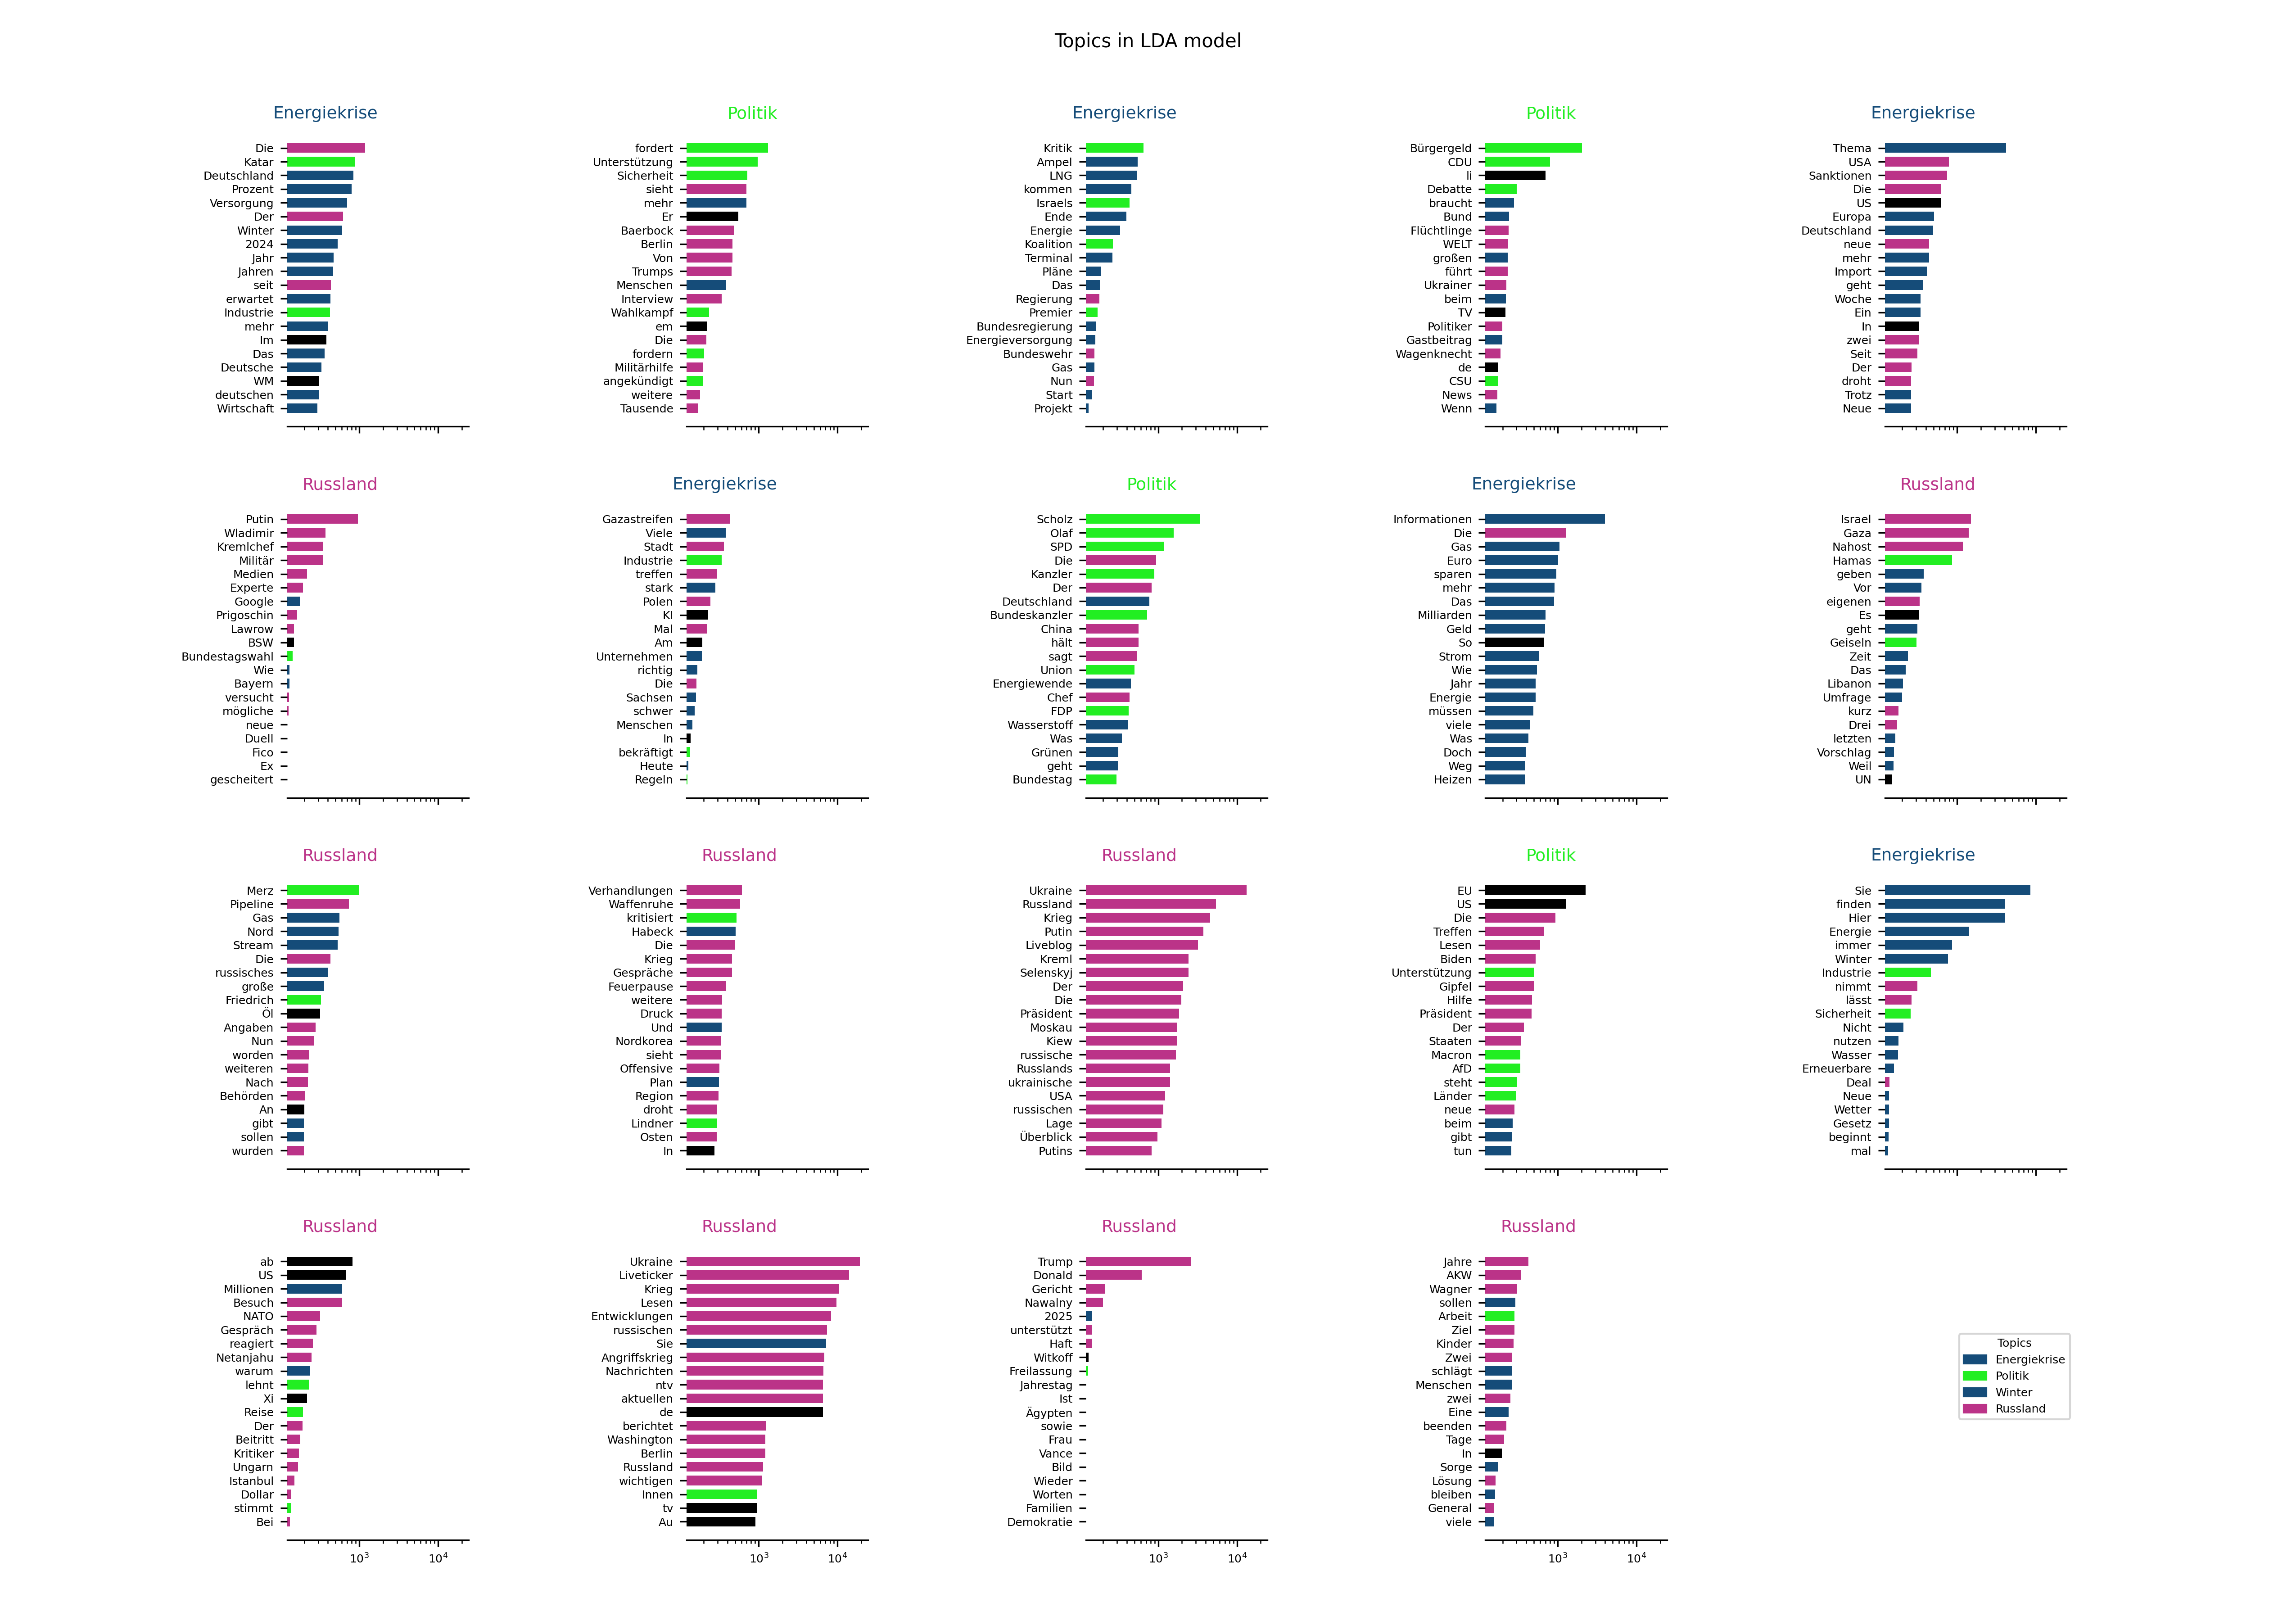 Topics in LDA model
Energiekrise
Die
Katar
Deutschland
Prozent
Versorgung
Der
Winter
2024
Jahr
Jahren
seit
erwartet
Industrie
mehr
Im
Das
Deutsche
WM
deutschen
Wirtschaft
Politik
fordert
Unterstützung
Sicherheit
sieht
mehr
Er
Baerbock
Berlin
Von
Trumps
Menschen
Interview
Wahlkampf
em
Die
fordern
Militärhilfe
angekündigt
weitere
Tausende
Energiekrise
Kritik
Ampel
LNG
kommen
Israels
Ende
Energie
Koalition
Terminal
Pläne
Das
Regierung
Premier
Bundesregierung
Energieversorgung
Bundeswehr
Gas
Nun
Start
Projekt
Politik
Bürgergeld
CDU
li
Debatte
braucht
Bund
Flüchtlinge
WELT
großen
führt
Ukrainer
beim
TV
Politiker
Gastbeitrag
Wagenknecht
de
CSU
News
Wenn
Energiekrise
Thema
USA
Sanktionen
Die
US
Europa
Deutschland
neue
mehr
Import
geht
Woche
Ein
In
zwei
Seit
Der
droht
Trotz
Neue
Russland
Putin
Wladimir
Kremlchef
Militär
Medien
Experte
Google
Prigoschin
Lawrow
BSW
Bundestagswahl
Wie
Bayern
versucht
mögliche
neue
Duell
Fico
Ex
gescheitert
Energiekrise
Gazastreifen
Viele
Stadt
Industrie
treffen
stark
Polen
KI
Mal
Am
Unternehmen
richtig
Die
Sachsen
schwer
Menschen
In
bekräftigt
Heute
Regeln
Politik
Scholz
Olaf
SPD
Die
Kanzler
Der
Deutschland
Bundeskanzler
China
hält
sagt
Union
Energiewende
Chef
FDP
Wasserstoff
Was
Grünen
geht
Bundestag
Energiekrise
Informationen
Die
Gas
Euro
sparen
mehr
Das
Milliarden
Geld
So
Strom
Wie
Jahr
Energie
müssen
viele
Was
Doch
Weg
Heizen
Russland
Israel
Gaza
Nahost
Hamas
geben
Vor
eigenen
Es
geht
Geiseln
Zeit
Das
Libanon
Umfrage
kurz
Drei
letzten
Vorschlag
Weil
UN
Russland
Merz
Pipeline
Gas
Nord
Stream
Die
russisches
große
Friedrich
Öl
Angaben
Nun
worden
weiteren
Nach
Behörden
An
gibt
sollen
wurden
Russland
Verhandlungen
Waffenruhe
kritisiert
Habeck
Die
Krieg
Gespräche
Feuerpause
weitere
Druck
Und
Nordkorea
sieht
Offensive
Plan
Region
droht
Lindner
Osten
In
Russland
Ukraine
Russland
Krieg
Putin
Liveblog
Kreml
Selenskyj
Der
Die
Präsident
Moskau
Kiew
russische
Russlands
ukrainische
USA
russischen
Lage
Überblick
Putins
Politik
EU
US
Die
Treffen
Lesen
Biden
Unterstützung
Gipfel
Hilfe
Präsident
Der
Staaten
Macron
AfD
steht
Länder
neue
beim
gibt
tun
Energiekrise
Sie
finden
Hier
Energie
immer
Winter
Industrie
nimmt
lässt
Sicherheit
Nicht
nutzen
Wasser
Erneuerbare
Deal
Neue
Wetter
Gesetz
beginnt
mal
Russland
ab
US
Millionen
Besuch
NATO
Gespräch
reagiert
Netanjahu
warum
lehnt
Xi
Reise
Der
Beitritt
Kritiker
Ungarn
Istanbul
Dollar
stimmt
Bei
10³ 10⁴
Russland
Ukraine
Liveticker
Krieg
Lesen
Entwicklungen
russischen
Sie
Angriffskrieg
Nachrichten
ntv
aktuellen
de
berichtet
Washington
Berlin
Russland
wichtigen
Innen
tv
Au
10³ 10⁴
Russland
Trump
Donald
Gericht
Nawalny
2025
unterstützt
Haft
Witkoff
Freilassung
Jahrestag
Ist
Ägypten
sowie
Frau
Vance
Bild
Wieder
Worten
Familien
Demokratie
10³ 10⁴
Russland
Jahre
AKW
Wagner
sollen
Arbeit
Ziel
Kinder
Zwei
schlägt
Menschen
zwei
Eine
beenden
Tage
In
Sorge
Lösung
bleiben
General
viele
10³ 10⁴
Topics
Energiekrise
Politik
Winter
Russland